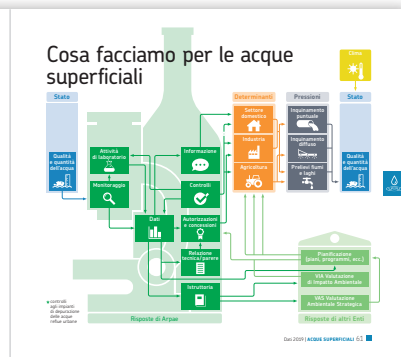 Cosa facciamo per le acque
superficiali
Clima
Stato
Determinanti
Pressioni
Stato
Settore
domestico
Inquinamento
puntuale
Attività
di laboratorio
Informazione
Industria
Inquinamento
diffuso
Qualità
e quantità
dell'acqua
Qualità
e quantità
dell'acqua
Monitoraggio
Controlli
Agricoltura
Prelievi fiumi
e laghi
Dati
Autorizzazioni
e concessioni
Relazione
tecnica/parere
Pianificazione
(piani, programmi, ecc.)
Istruttoria
VIA Valutazione
di Impatto Ambientale
VAS Valutazione
Ambientale Strategica
controlli
agli impianti
di depurazione
delle acque
reflue urbane
Risposte di Arpae
Risposte di altri Enti
Dati 2019 | ACQUE SUPERFICIALI 61